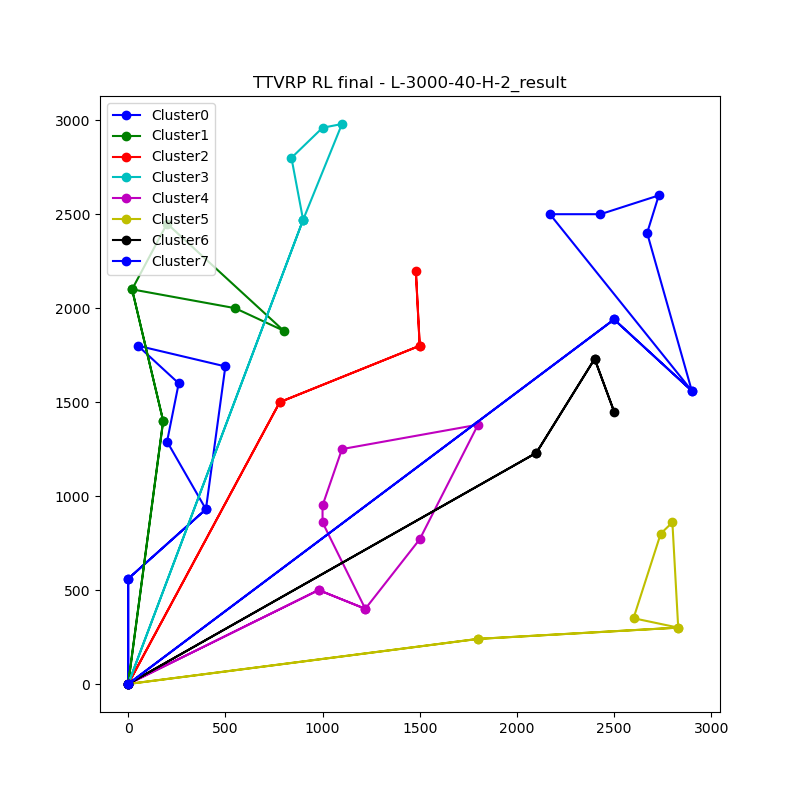 TTVRP RL final - L-3000-40-H-2_result
Cluster0
Cluster1
Cluster2
Cluster3
Cluster4
Cluster5
Cluster6
Cluster7
3000
2500
2000
1500
1000
500
0
0 500 1000 1500 2000 2500 3000